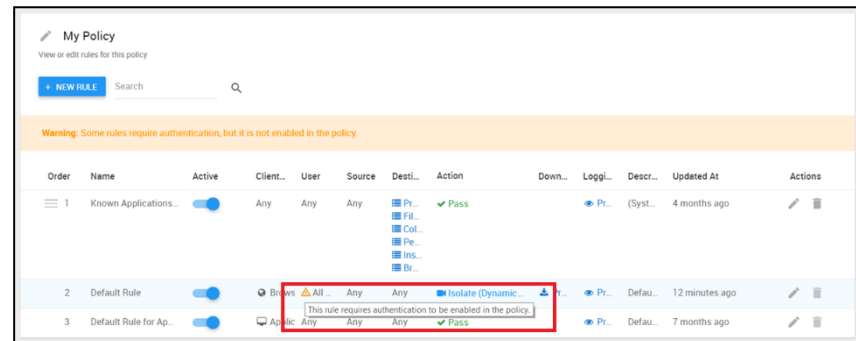 My Policy
View or edit rules for this policy
+ NEW RULE Search
Warning: Some rules require authentication, but it is not enabled in the policy.
Order Name Active Client... User Source Desti... Action Down... Loggi... Descr... Updated At Actions
1 Known Applications... Any Any Any Pr... Pass Pr... (Syst... 4 months ago
Fil...
Col...
Pe...
Ins...
Br...
2 Default Rule Brows All ... Any Any Isolate (Dynamic... Pr... Pr... Defau... 12 minutes ago
This rule requires authentication to be enabled in the policy.
3 Default Rule for Ap... Applic Any Any Any Pass Pr... Defau... 7 months ago